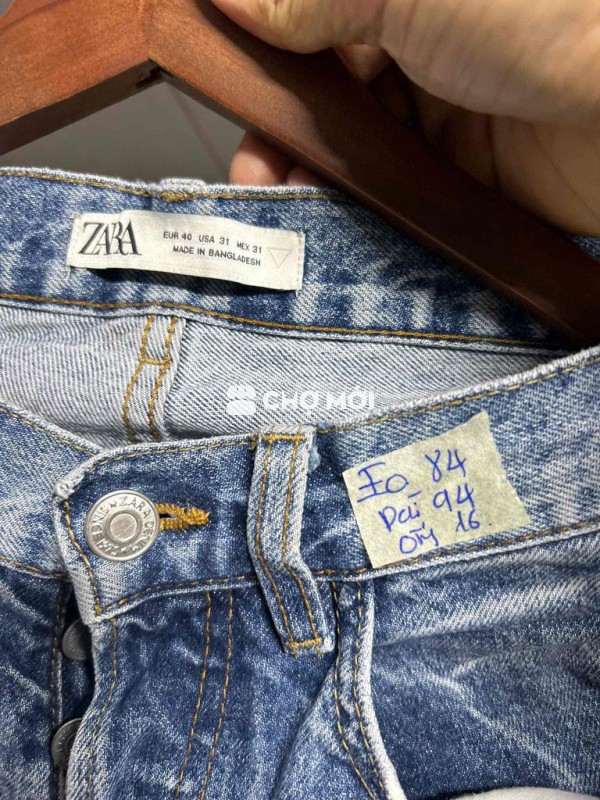 ZARA
EUR 40 USA 31 MEX 31
MADE IN BANGLADESH
CHỢ MỚI
Eo 84
Dài 94
Ống 16